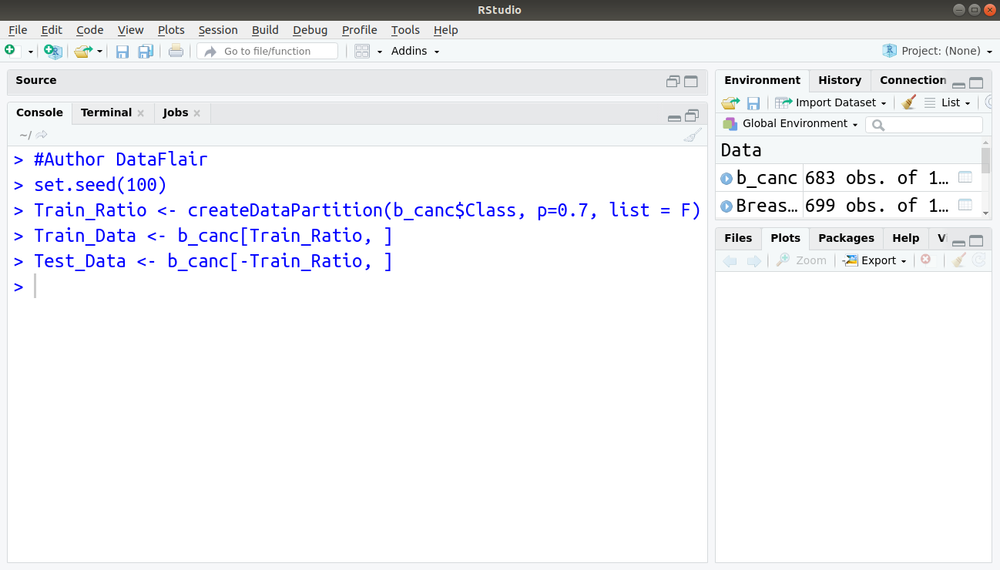 RStudio
File Edit Code View Plots Session Build Debug Profile Tools Help
Go to file/function Addins Project: (None)
Source
Console Terminal Jobs
~/
> #Author DataFlair
> set.seed(100)
> Train_Ratio <- createDataPartition(b_canc$Class, p=0.7, list = F)
> Train_Data <- b_canc[Train_Ratio, ]
> Test_Data <- b_canc[-Train_Ratio, ]
>
Environment History Connection
Import Dataset List
Global Environment
Data
b_canc 683 obs. of 1…
Breas… 699 obs. of 1…
Files Plots Packages Help Vi
Zoom Export